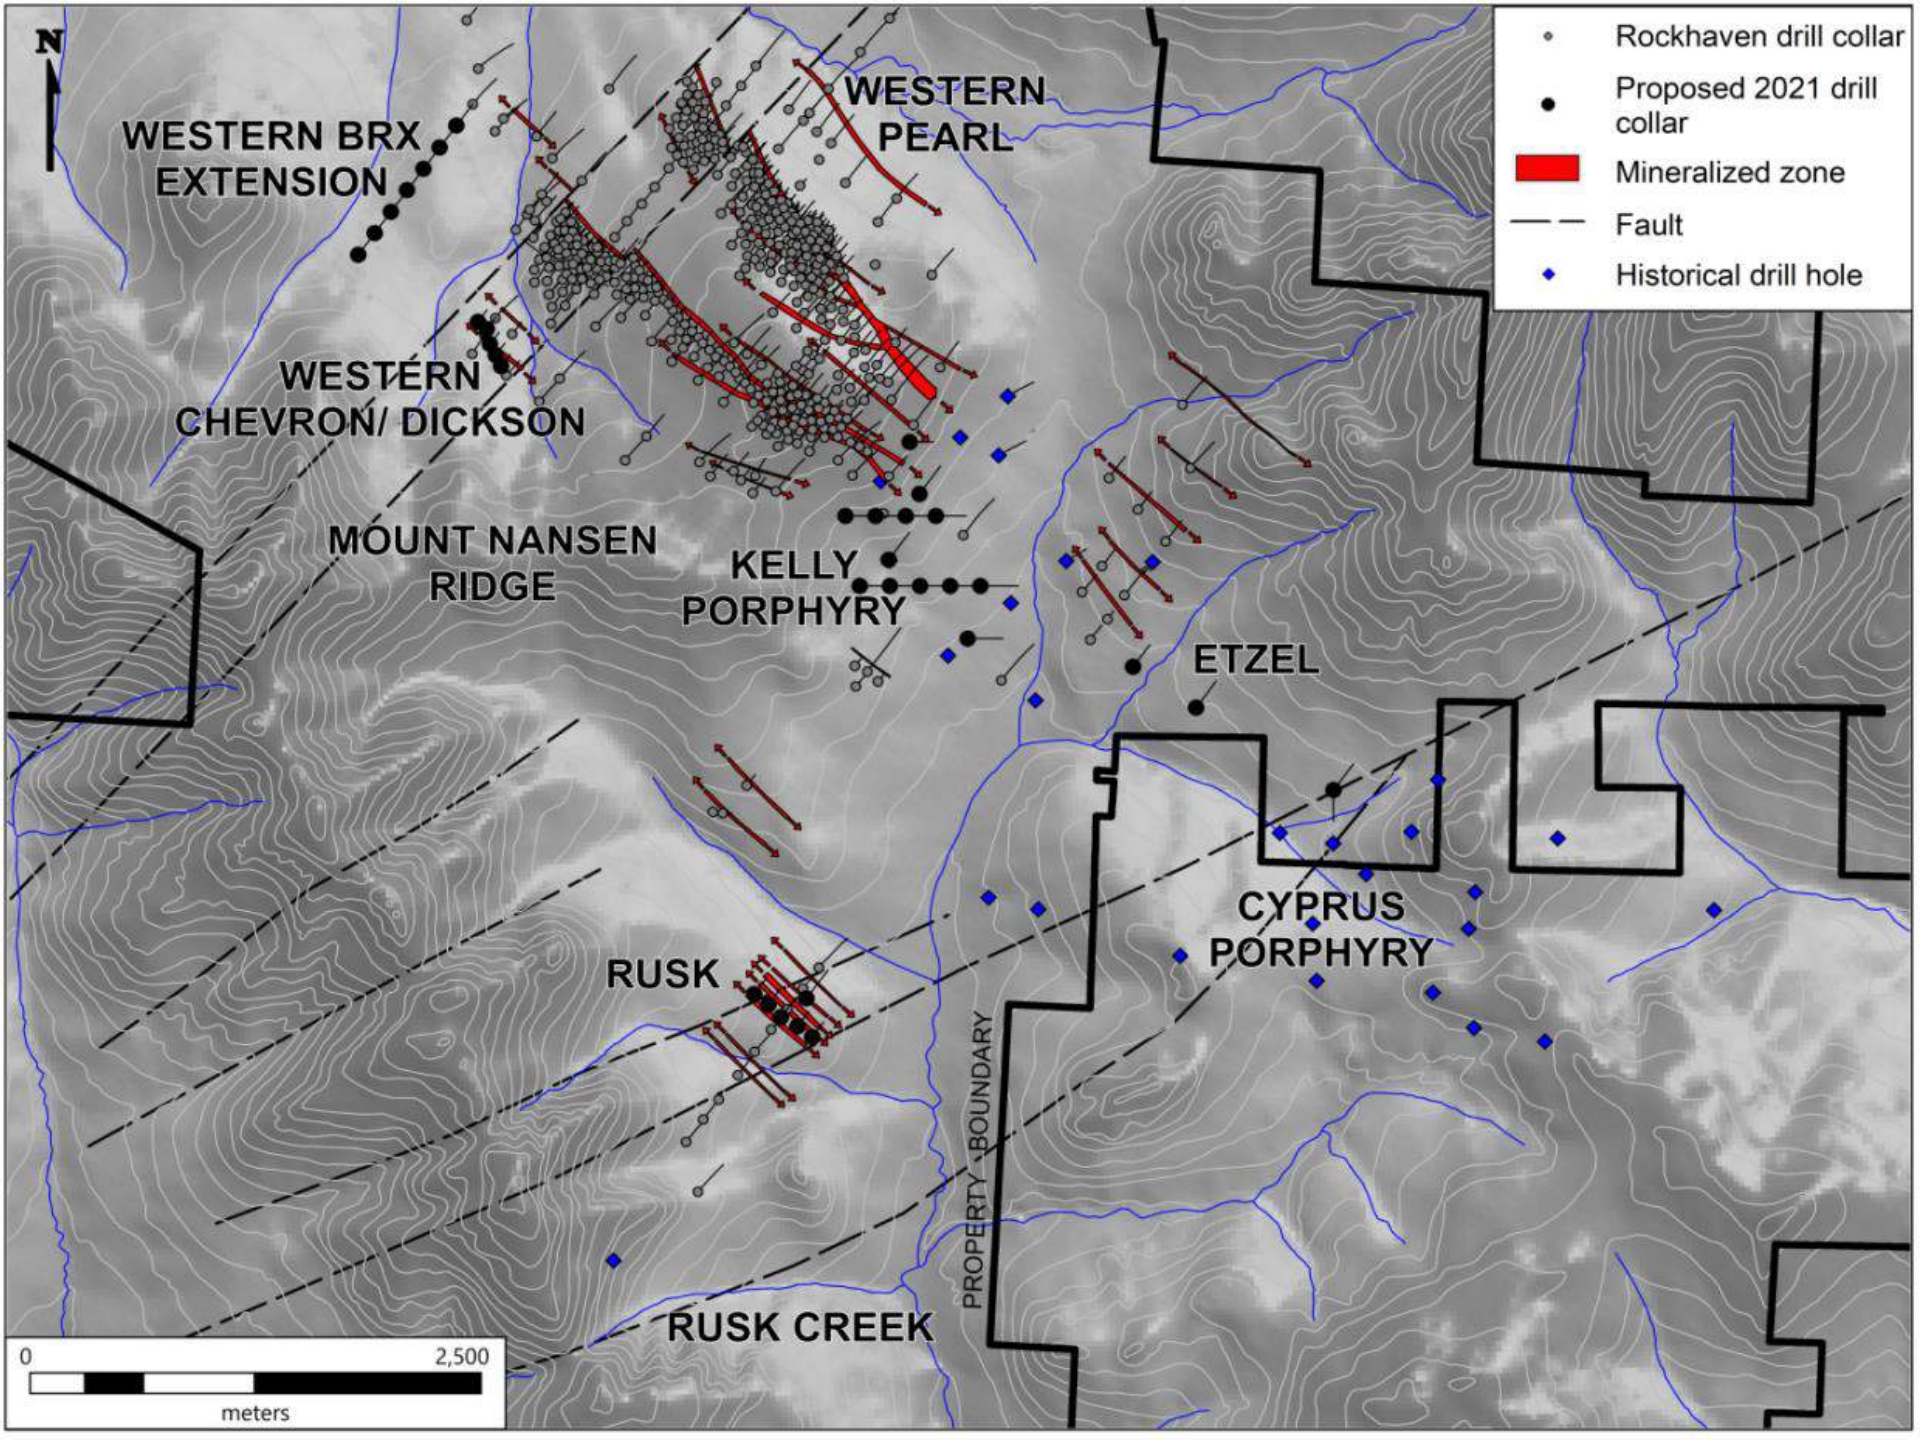 N
WESTERN BRX
EXTENSION
WESTERN
PEARL
Rockhaven drill collar
Proposed 2021 drill
collar
Mineralized zone
Fault
Historical drill hole
WESTERN
CHEVRON/ DICKSON
MOUNT NANSEN
RIDGE
KELLY
PORPHYRY
ETZEL
CYPRUS
PORPHYRY
RUSK
PROPERTY BOUNDARY
RUSK CREEK
0 2,500
meters